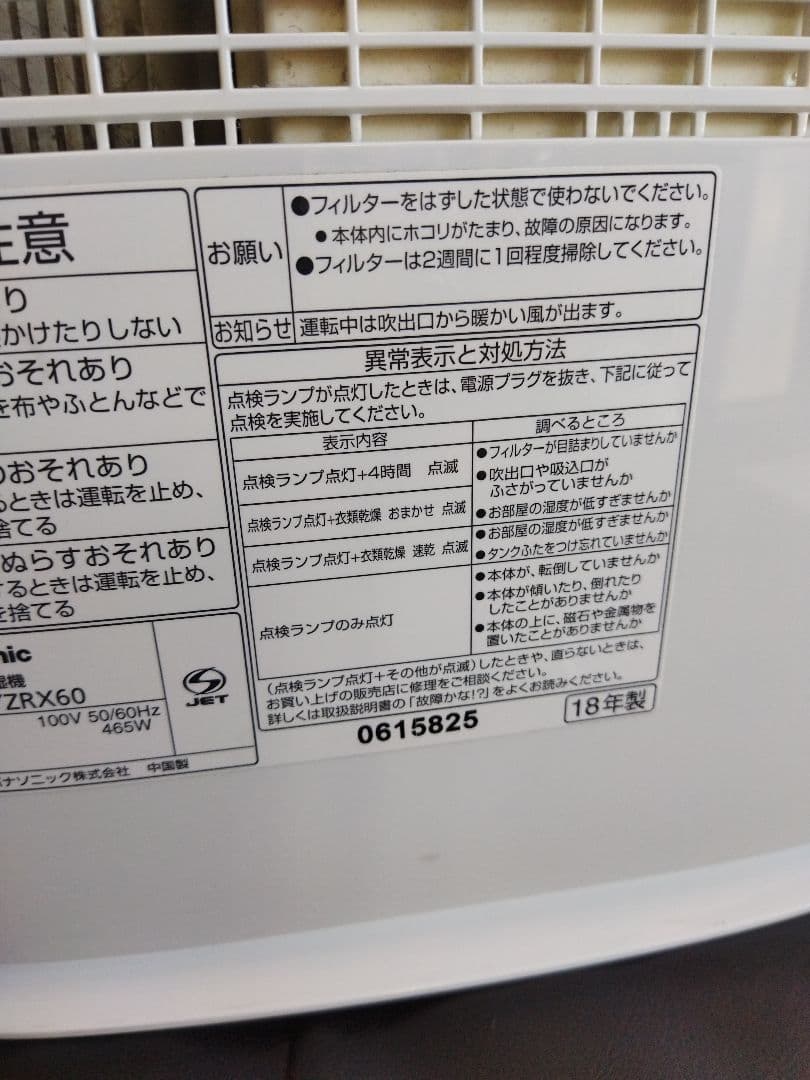 注意
り
かけたりしない
おそれあり
を布やふとんなどで
のおそれあり
るときは運転を止め、
捨てる
ぬらすおそれあり
するときは運転を止め、
を捨てる
nic
湿機
YZRX60
100V 50/60Hz
465W
JET
パナソニック株式会社 中国製
お願い
●フィルターをはずした状態で使わないでください。
●本体内にホコリがたまり、故障の原因になります。
●フィルターは2週間に1回程度掃除してください。
お知らせ 運転中は吹出口から暖かい風が出ます。
異常表示と対処方法
点検ランプが点灯したときは、電源プラグを抜き、下記に従って
点検を実施してください。
表示内容 調べるところ
点検ランプ点灯+4時間 点滅
点検ランプ点灯+衣類乾燥 おまかせ 点滅
●フィルターが目詰まりしていませんか
●吹出口や吸込口が
ふさがっていませんか
●お部屋の湿度が低すぎませんか
点検ランプ点灯+衣類乾燥 速乾 点滅
●お部屋の湿度が低すぎませんか
●タンクふたをつけ忘れていませんか
点検ランプのみ点灯
●本体が、転倒していませんか
●本体が傾いたり、倒れたり
したことがありませんか
●本体の上に、磁石や金属物を
置いたことがありませんか
(点検ランプ点灯+その他が点滅)したときや、直らないときは、
お買い上げの販売店に修理をご相談ください。
詳しくは取扱説明書の「故障かな!?」をよくお読みください。
0615825
18年製